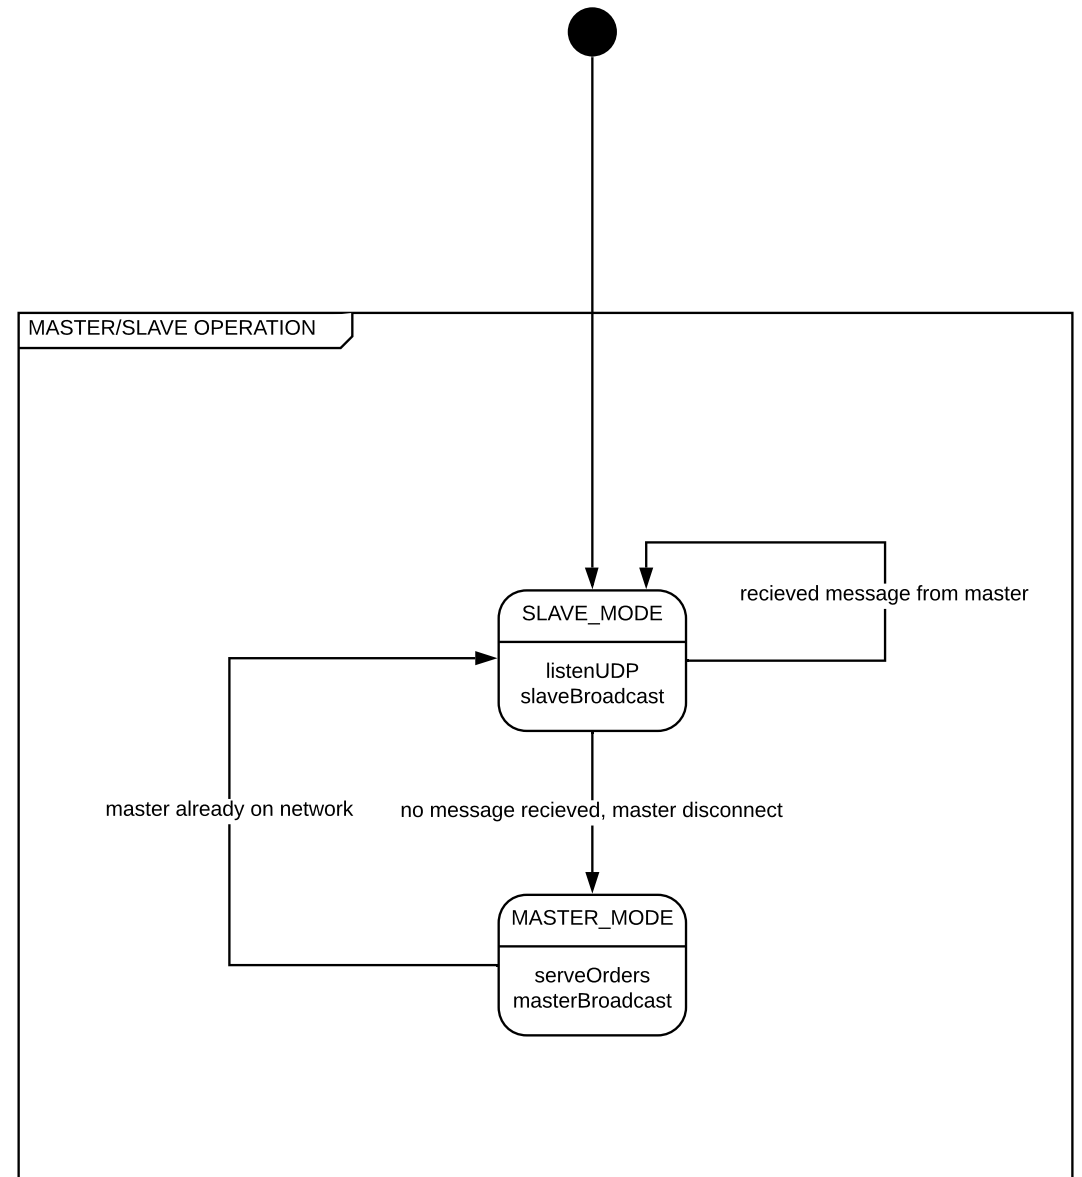 MASTER/SLAVE OPERATION
recieved message from master
SLAVE_MODE
listenUDP
slaveBroadcast
master already on network
no message recieved, master disconnect
MASTER_MODE
serveOrders
masterBroadcast